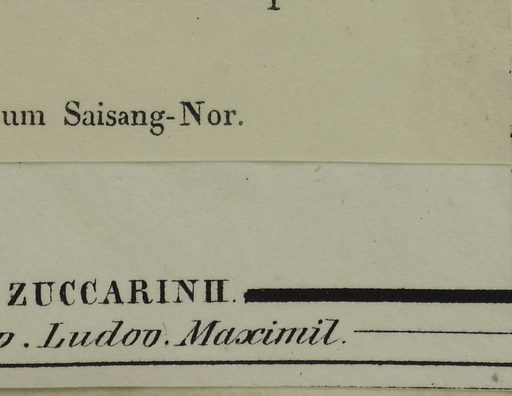 um Saisang-Nor.
ZUCCARINII.
. Ludov. Maximil.